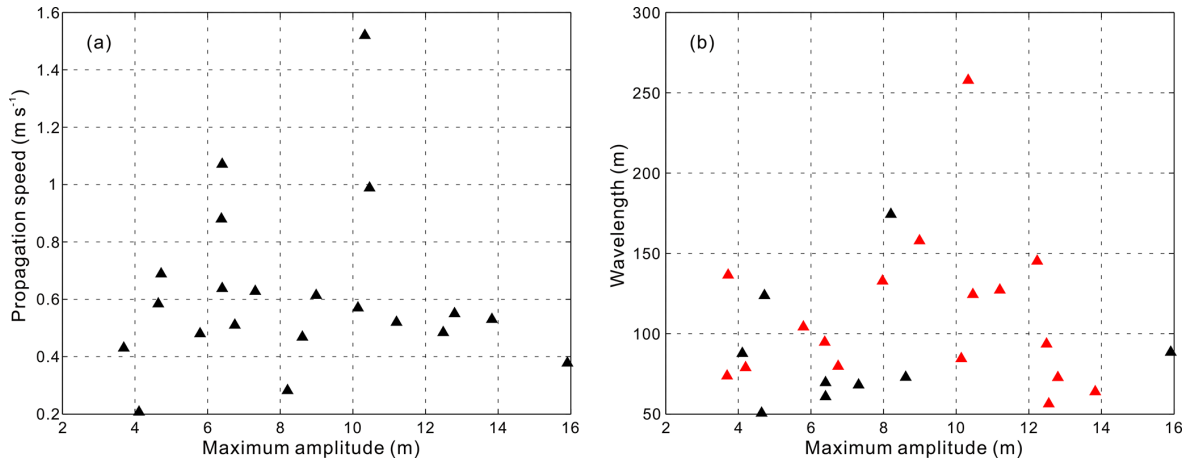 (a)
Propagation speed (m s⁻¹)
1.6
1.4
1.2
1
0.8
0.6
0.4
0.2
2 4 6 8 10 12 14 16
Maximum amplitude (m)
(b)
Wavelength (m)
300
250
200
150
100
50
2 4 6 8 10 12 14 16
Maximum amplitude (m)